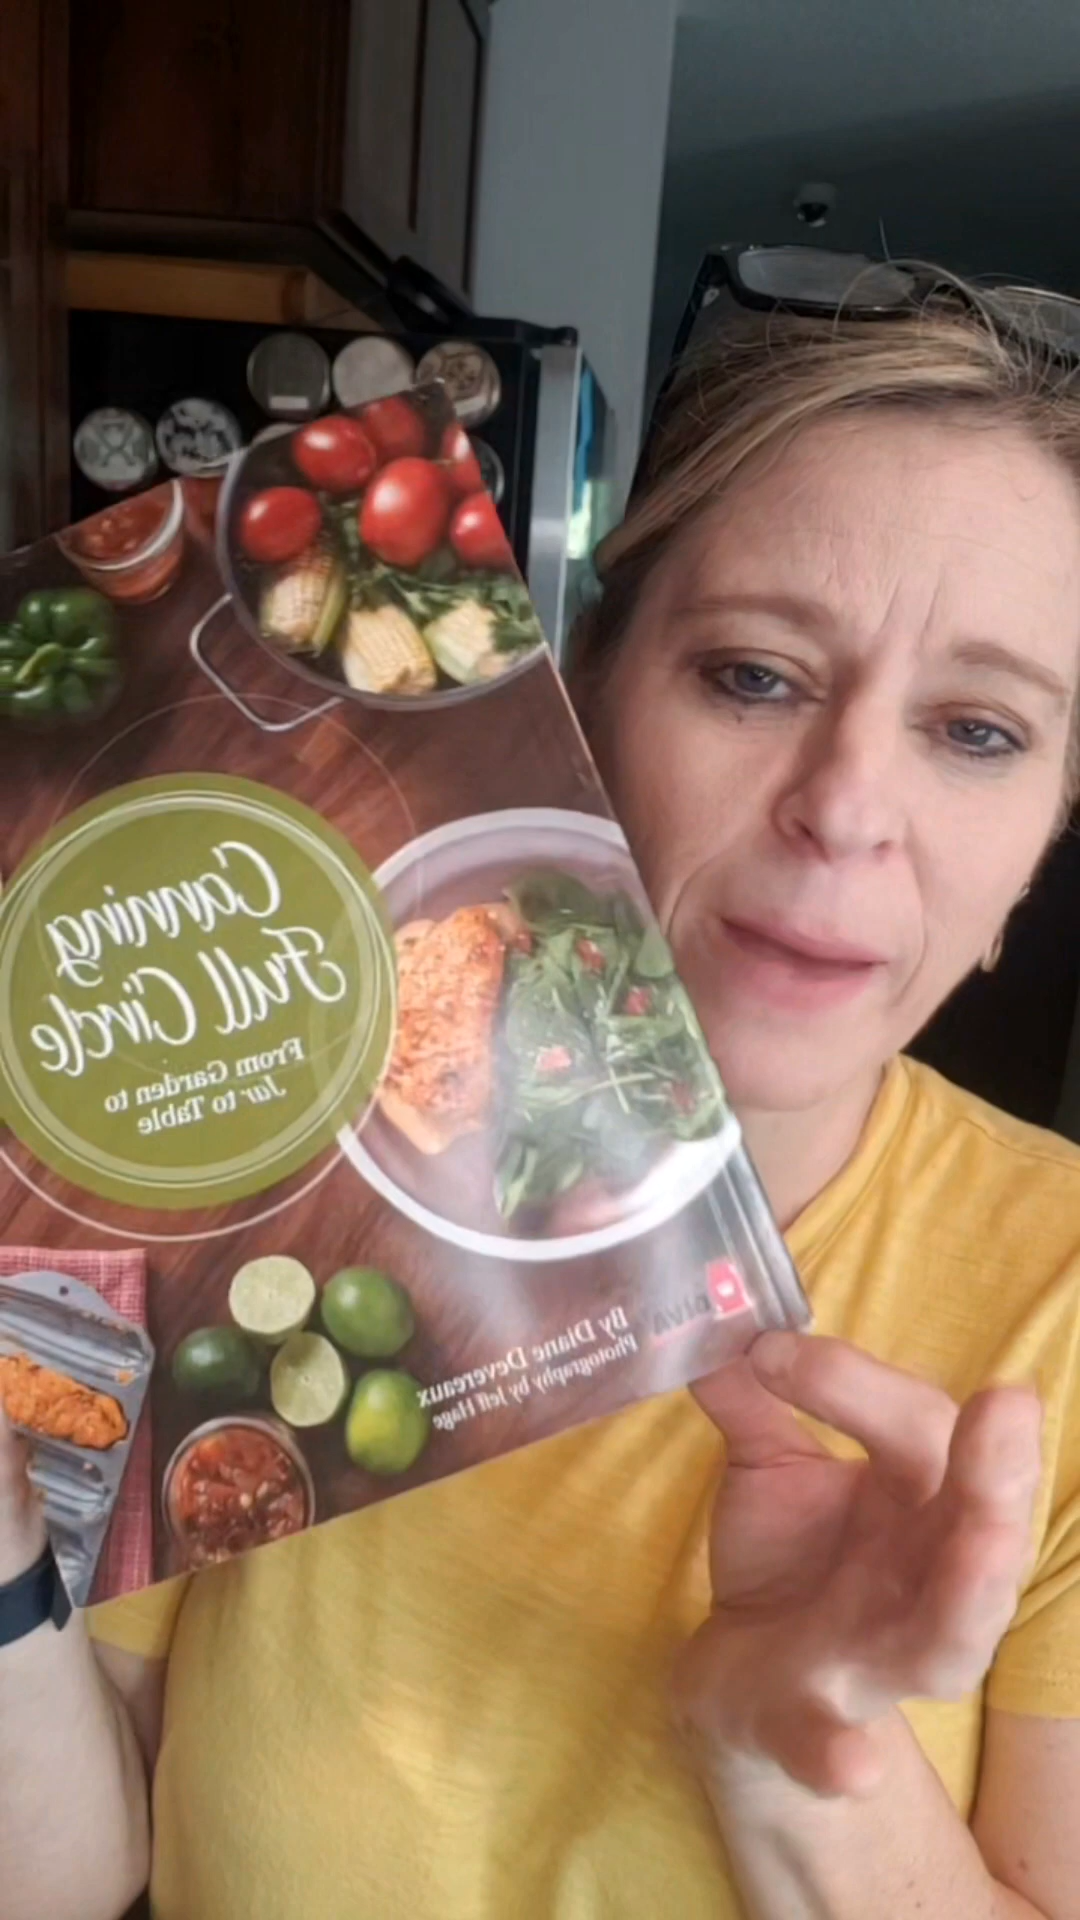 Canning
Full Circle
From Garden to
Jar to Table
By Diane Devereaux
Photography by Jeff Hage